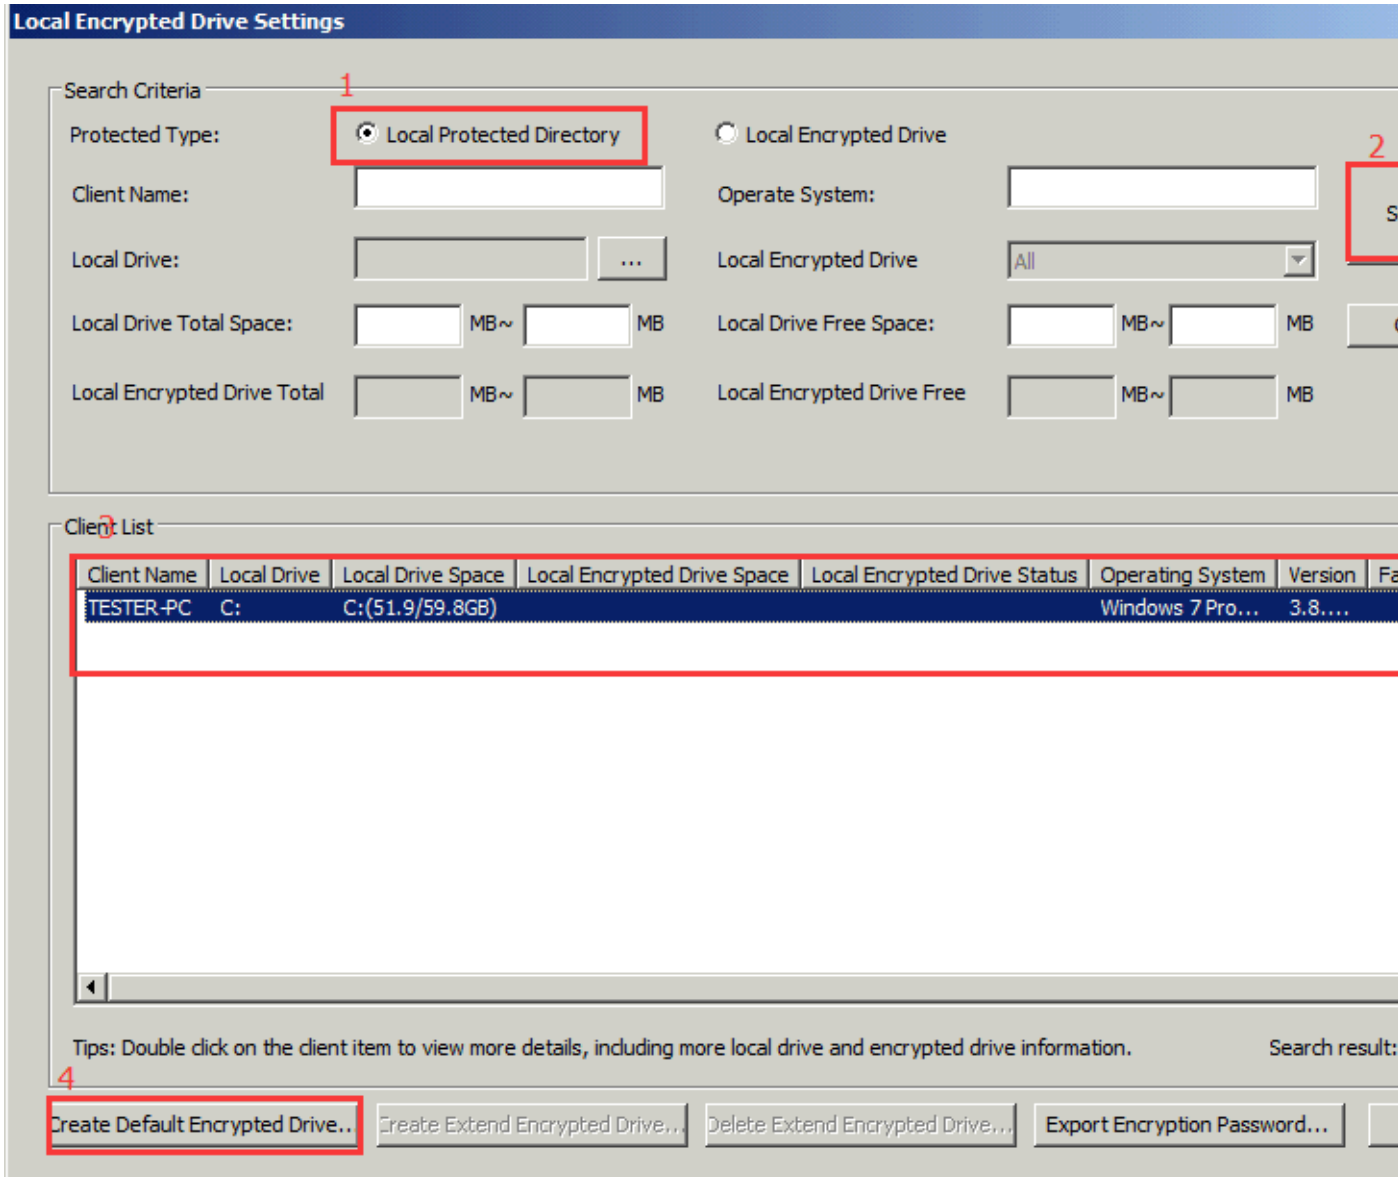 Local Encrypted Drive Settings
Search Criteria
1
Protected Type: Local Protected Directory Local Encrypted Drive
2
Client Name: Operate System:
S
Local Drive: ... Local Encrypted Drive All
Local Drive Total Space: MB~ MB Local Drive Free Space: MB~ MB
Local Encrypted Drive Total MB~ MB Local Encrypted Drive Free MB~ MB
Client List
3
Client Name Local Drive Local Drive Space Local Encrypted Drive Space Local Encrypted Drive Status Operating System Version Fa
TESTER-PC C: C:(51.9/59.8GB) Windows 7 Pro... 3.8....
Tips: Double click on the client item to view more details, including more local drive and encrypted drive information. Search result:
4
Create Default Encrypted Drive... Create Extend Encrypted Drive... Delete Extend Encrypted Drive... Export Encryption Password...